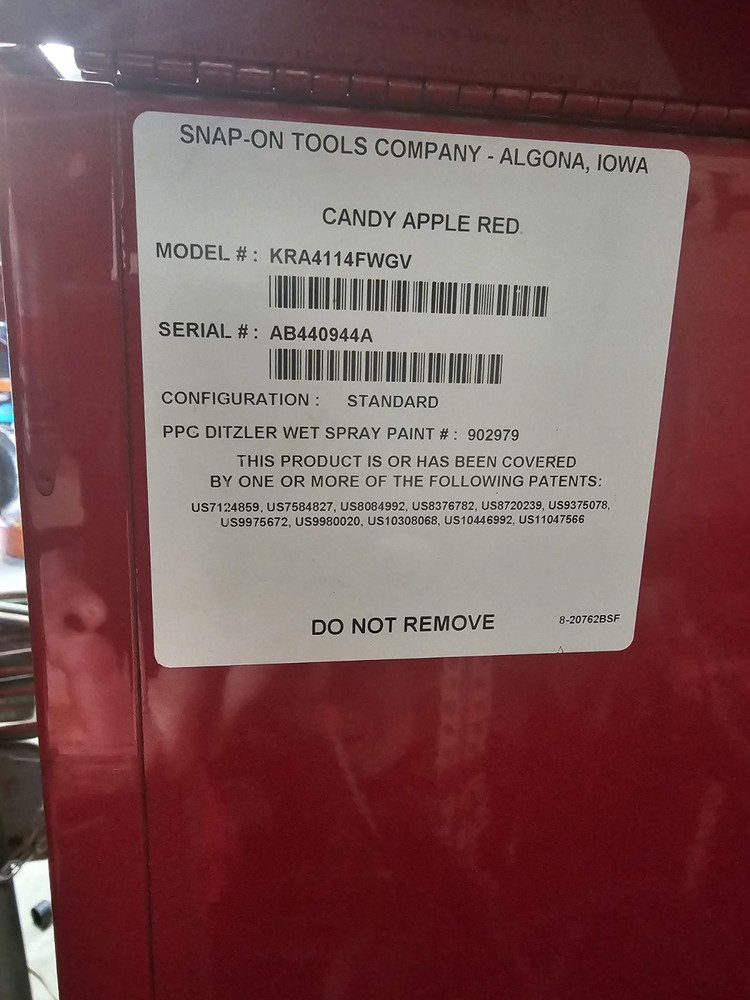 SNAP-ON TOOLS COMPANY - ALGONA, IOWA
CANDY APPLE RED
MODEL # : KRA4114FWGV
SERIAL # : AB440944A
CONFIGURATION : STANDARD
PPG DITZLER WET SPRAY PAINT # : 902979
THIS PRODUCT IS OR HAS BEEN COVERED
BY ONE OR MORE OF THE FOLLOWING PATENTS:
US7124859, US7584827, US8084992, US8376782, US8720239, US9375078,
US9975672, US9980020, US10308068, US10446992, US11047566
DO NOT REMOVE 8-20762BSF